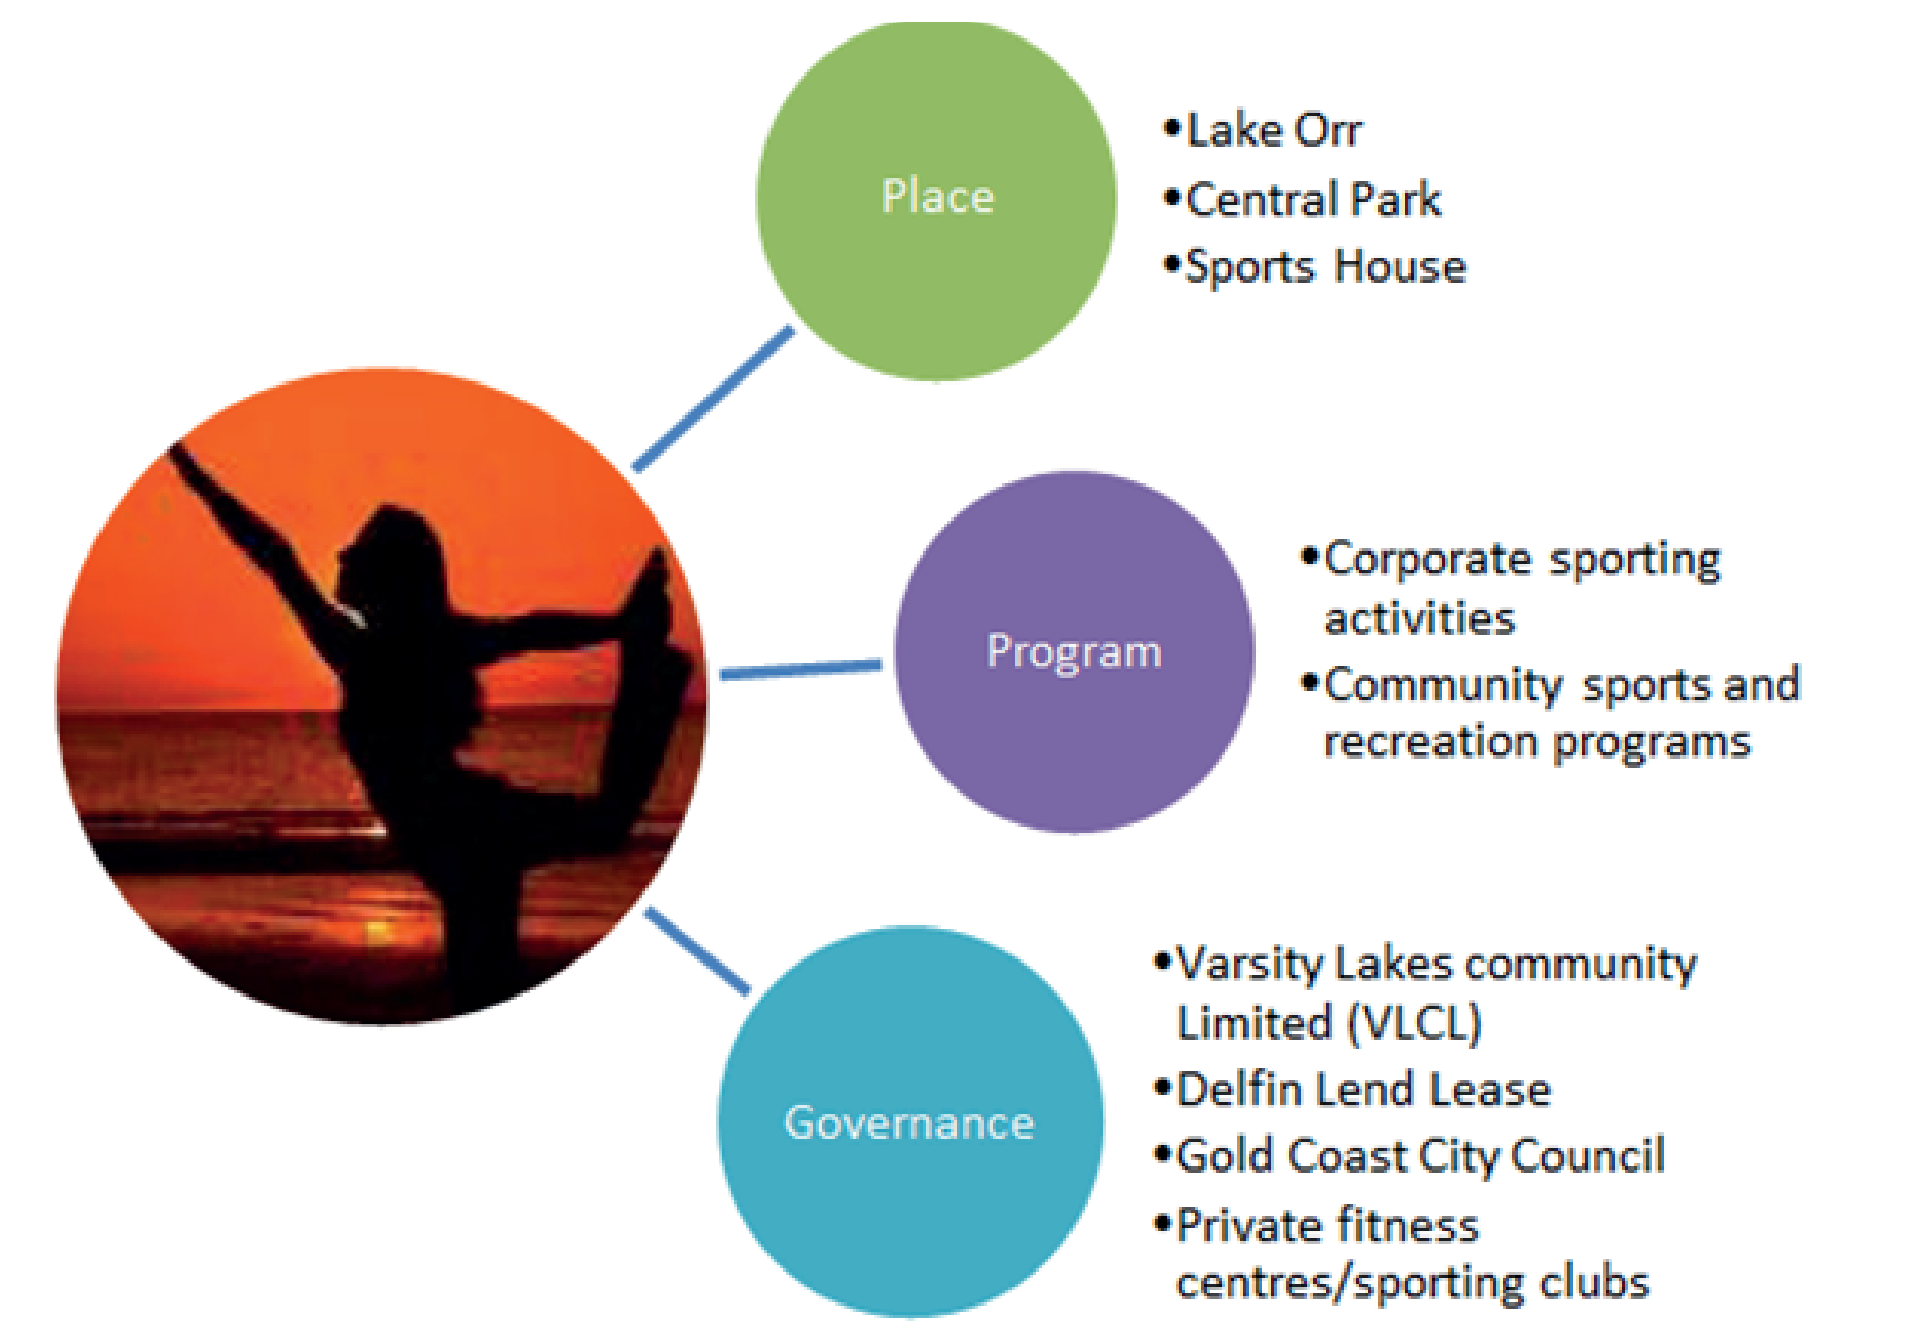 Place
•Lake Orr
•Central Park
•Sports House
Program
•Corporate sporting
activities
•Community sports and
recreation programs
Governance
•Varsity Lakes community
Limited (VLCL)
•Delfin Lend Lease
•Gold Coast City Council
•Private fitness
centres/sporting clubs